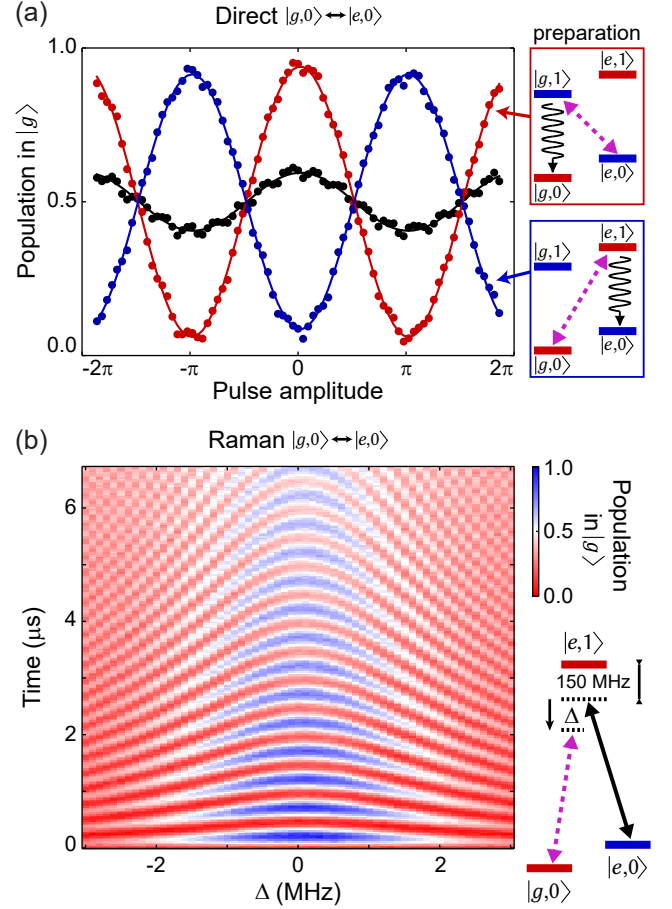 (a)
Direct |g,0⟩↔|e,0⟩
preparation
Population in |g⟩
1.0
0.5
0.0
-2π
-π
0
π
2π
Pulse amplitude
|e,1⟩
|g,1⟩
|e,0⟩
|g,0⟩
|e,1⟩
|g,1⟩
|e,0⟩
|g,0⟩
(b)
Raman |g,0⟩↔|e,0⟩
Time (μs)
6
4
2
0
-2
0
2
Δ (MHz)
1.0
0.5
0.0
Population
in |g⟩
|e,1⟩
150 MHz
Δ
|e,0⟩
|g,0⟩